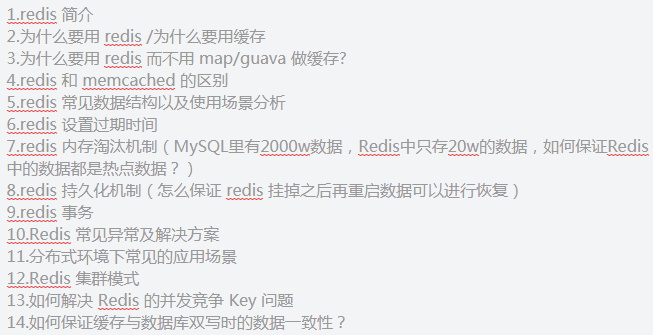 1.redis 简介
2.为什么要用 redis /为什么要用缓存
3.为什么要用 redis 而不用 map/guava 做缓存?
4.redis 和 memcached 的区别
5.redis 常见数据结构以及使用场景分析
6.redis 设置过期时间
7.redis 内存淘汰机制（MySQL里有2000w数据，Redis中只存20w的数据，如何保证Redis
中的数据都是热点数据？）
8.redis 持久化机制（怎么保证 redis 挂掉之后再重启数据可以进行恢复）
9.redis 事务
10.Redis 常见异常及解决方案
11.分布式环境下常见的应用场景
12.Redis 集群模式
13.如何解决 Redis 的并发竞争 Key 问题
14.如何保证缓存与数据库双写时的数据一致性？